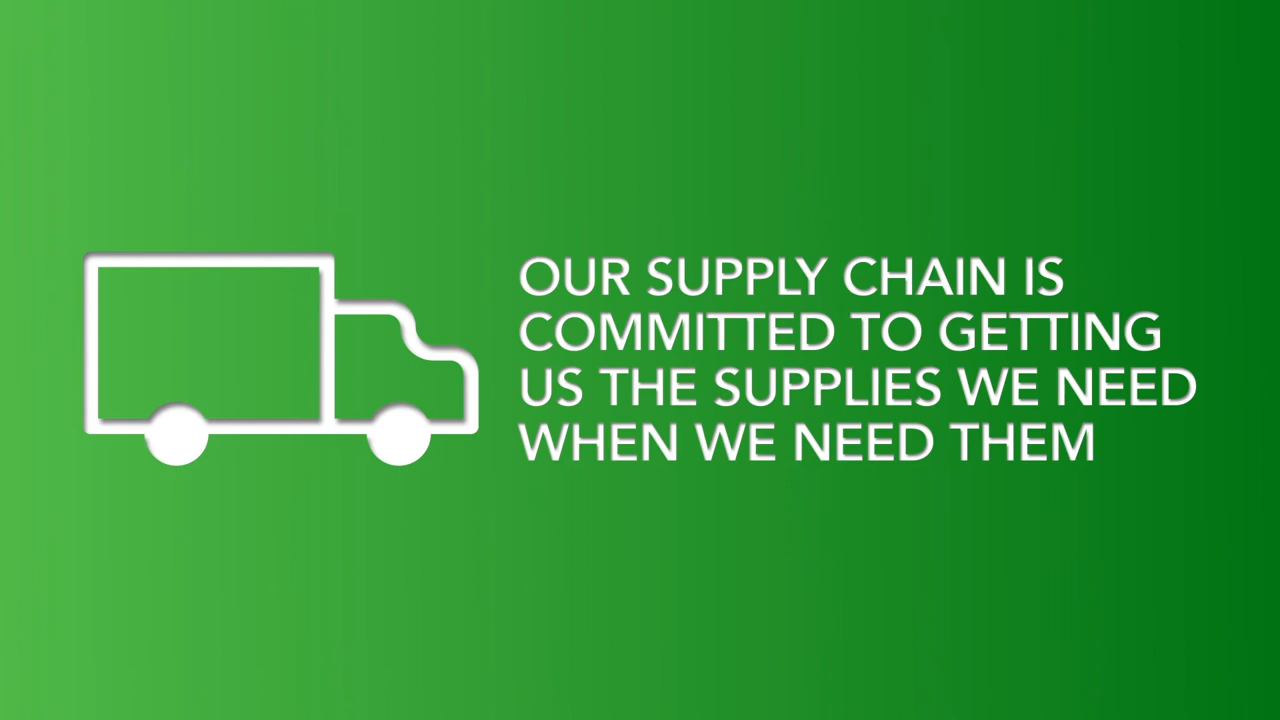 OUR SUPPLY CHAIN IS
COMMITTED TO GETTING
US THE SUPPLIES WE NEED
WHEN WE NEED THEM